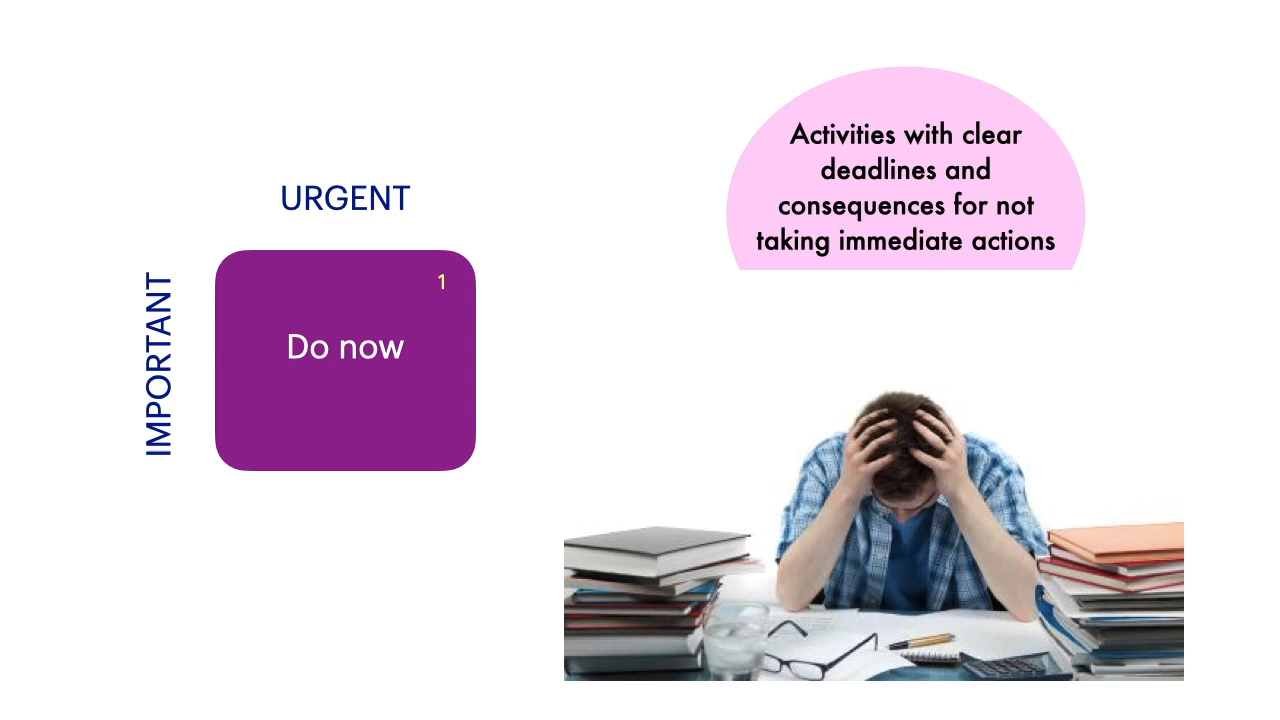 URGENT
IMPORTANT
1
Do now
Activities with clear
deadlines and
consequences for not
taking immediate actions